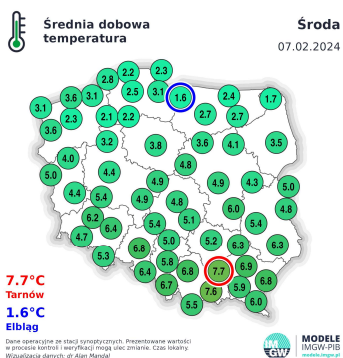 Średnia dobowa
temperatura
Środa
07.02.2024
2.8 2.2 2.3
3.1 3.6 3.1 2.5 3.1 1.6 2.4 1.7
2.3 2.1 2.2 2.7 2.7
3.6
3.2 3.8 3.6 4.1 3.5
4.0 4.8
5.0 4.4 4.9 4.9 4.3 5.0
4.4 5.4 4.9 4.8 6.0 4.8
6.2 5.1
4.7 6.4 5.4 5.4
6.8 5.0 5.2 6.3 6.3
5.3 5.8
6.4 6.8 7.7 6.9
6.7 7.6 5.9 6.8
5.5 6.0
7.7°C
Tarnów
1.6°C
Elbląg
Dane operacyjne ze stacji synoptycznych. Prezentowane wartości
w procesie kontroli i weryfikacji mogą ulec zmianie. Czas lokalny.
Wizualizacja danych: dr Alan Mandal
IM
GW
MODELE
IMGW-PIB
www.modele.imgw.pl